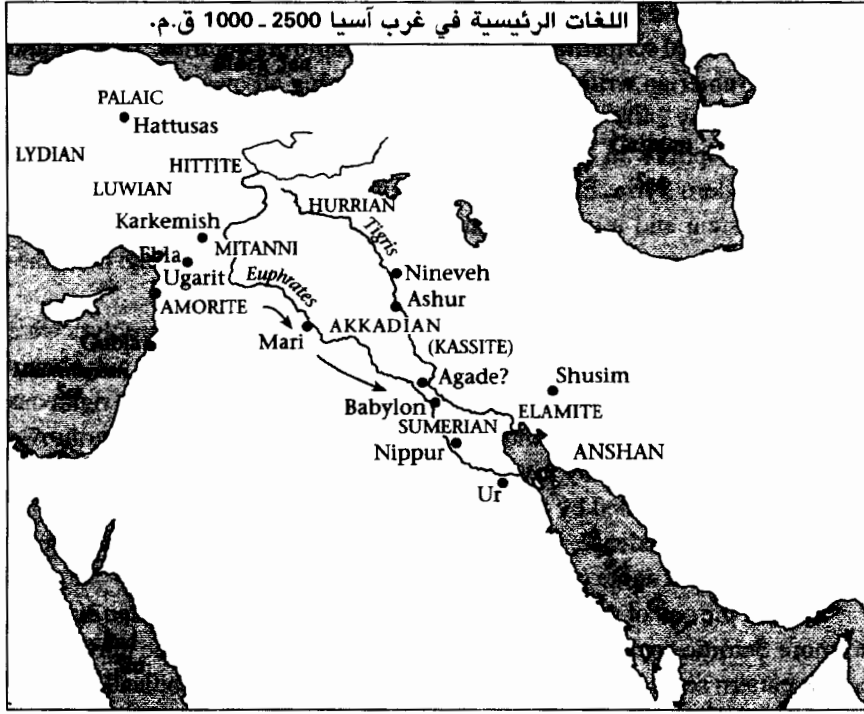 اللغات الرئيسية في غرب آسيا 2500 ـ 1000 ق.م.
PALAIC
Hattusas
LYDIAN
HITTITE
LUWIAN
HURRIAN
Karkemish
Tigris
MITANNI
Ebla
Ugarit
Euphrates
Nineveh
AMORITE
Ashur
Mari
AKKADIAN
(KASSITE)
Agade?
Shusim
Babylon
ELAMITE
SUMERIAN
Nippur
ANSHAN
Ur